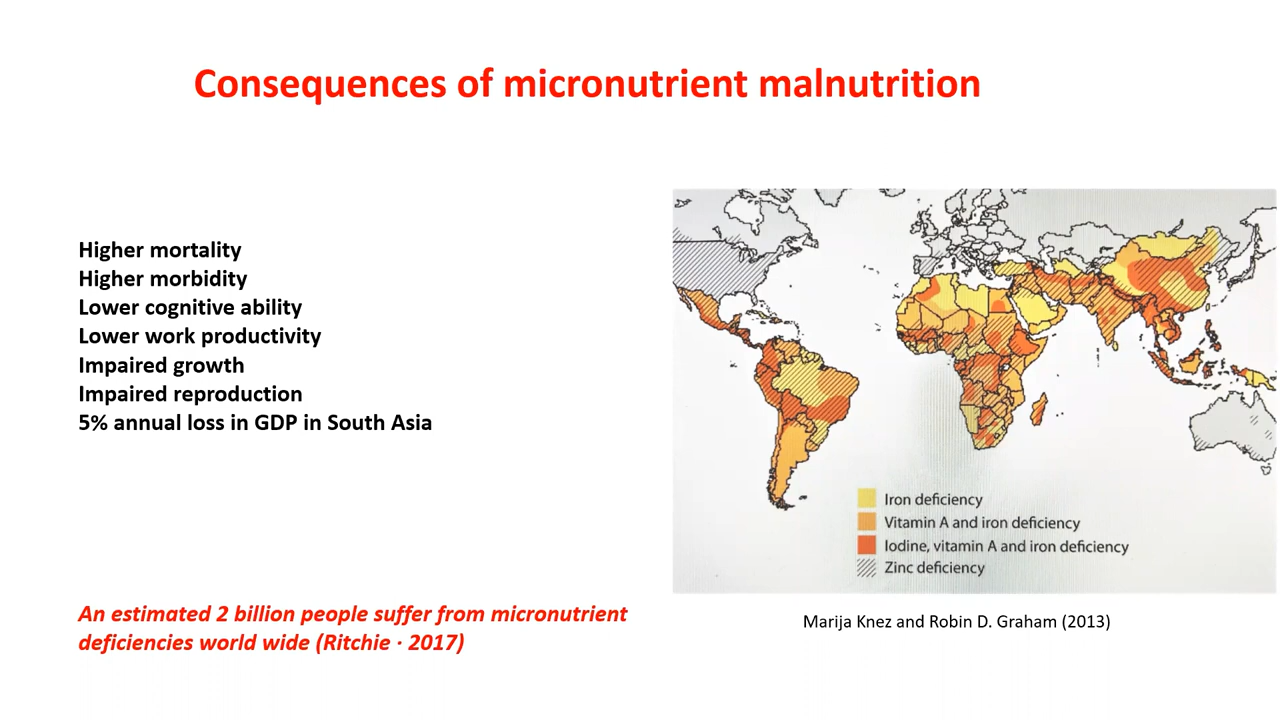 Consequences of micronutrient malnutrition
Higher mortality
Higher morbidity
Lower cognitive ability
Lower work productivity
Impaired growth
Impaired reproduction
5% annual loss in GDP in South Asia
Iron deficiency
Vitamin A and iron deficiency
Iodine, vitamin A and iron deficiency
Zinc deficiency
An estimated 2 billion people suffer from micronutrient
deficiencies world wide (Ritchie · 2017)
Marija Knez and Robin D. Graham (2013)